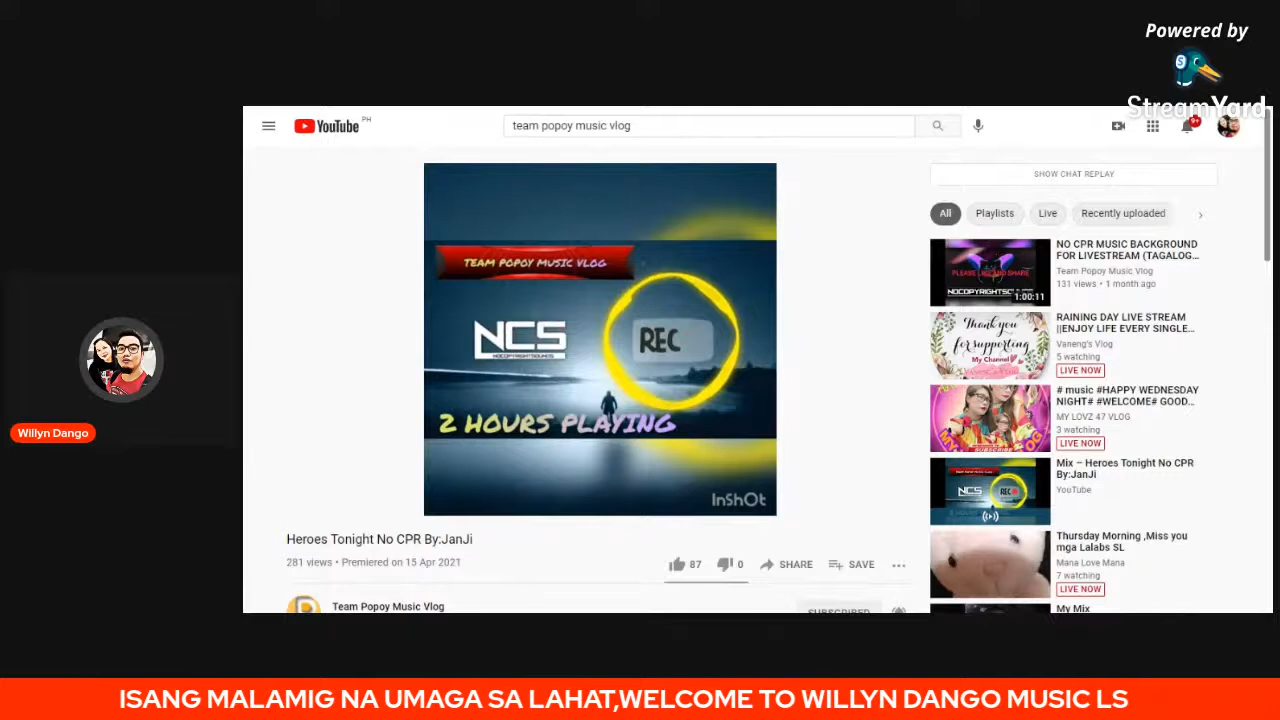 Powered by
StreamYard
YouTube PH
team popoy music vlog
9+
SHOW CHAT REPLAY
All
Playlists
Live
Recently uploaded
TEAM POPOY MUSIC VLOG
NCS
NOCOPYRIGHTSOUNDS
REC
2 HOURS PLAYING
InShOt
Heroes Tonight No CPR By:JanJi
281 views • Premiered on 15 Apr 2021
87
0
SHARE
SAVE
Team Popoy Music Vlog
SUBSCRIBED
PLEASE LIKE AND SHARE
1:00:11
NO CPR MUSIC BACKGROUND
FOR LIVESTREAM (TAGALOG...
Team Popoy Music Vlog
131 views • 1 month ago
Thank you
for supporting
My Channel
RAINING DAY LIVE STREAM
||ENJOY LIFE EVERY SINGLE...
Vaneng's Vlog
5 watching
LIVE NOW
# music #HAPPY WEDNESDAY
NIGHT# #WELCOME# GOOD...
MY LOVZ 47 VLOG
3 watching
LIVE NOW
NCS
REC
Mix – Heroes Tonight No CPR
By:JanJi
YouTube
Thursday Morning ,Miss you
mga Lalabs SL
Mana Love Mana
7 watching
LIVE NOW
My Mix
Willyn Dango
ISANG MALAMIG NA UMAGA SA LAHAT,WELCOME TO WILLYN DANGO MUSIC LS